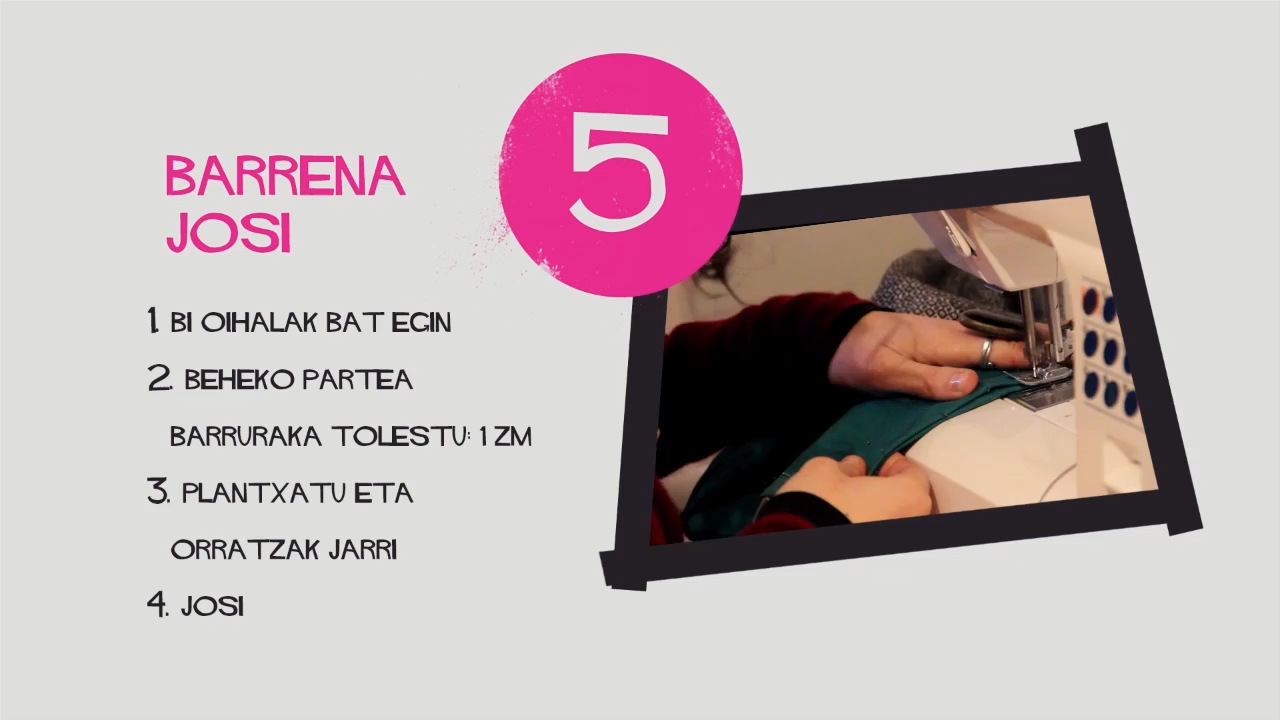 5
BARRENA
JOSI
1. BI OIHALAK BAT EGIN
2. BEHEKO PARTEA
BARRURAKA TOLESTU: 1 ZM
3. PLANTXATU ETA
ORRATZAK JARRI
4. JOSI